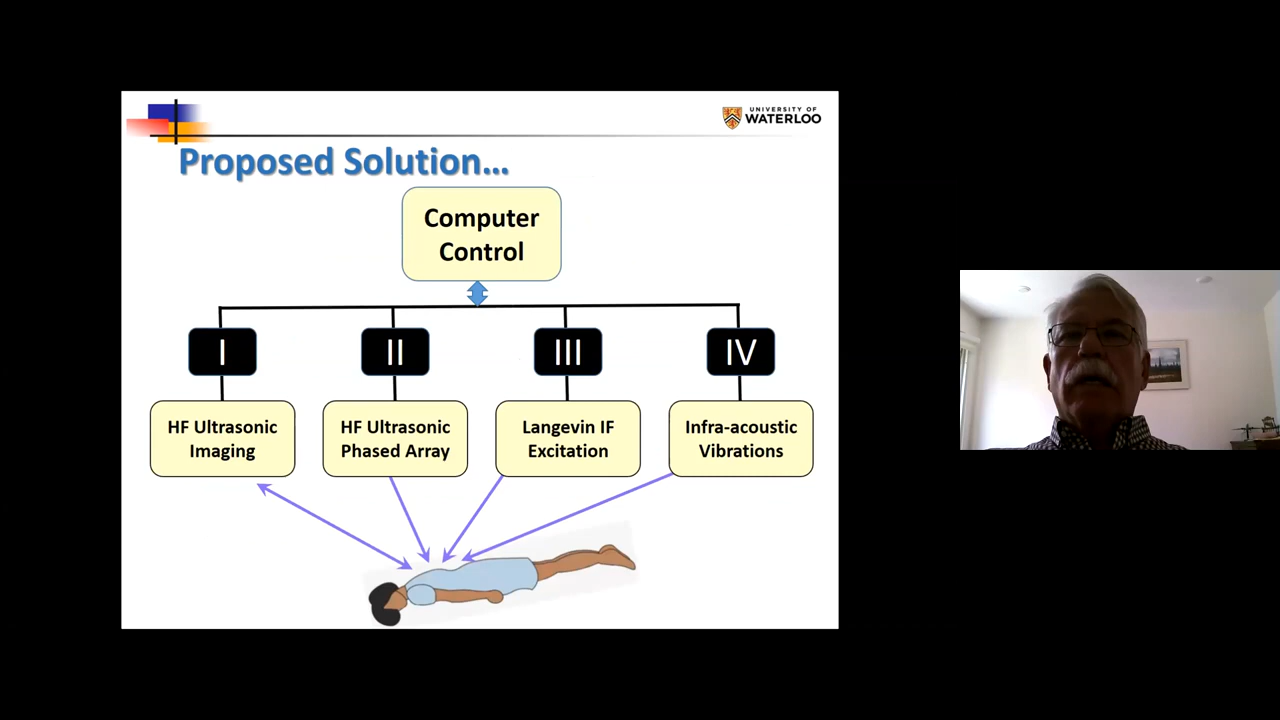 UNIVERSITY OF
WATERLOO
Proposed Solution...
Computer
Control
I
II
III
IV
HF Ultrasonic
Imaging
HF Ultrasonic
Phased Array
Langevin IF
Excitation
Infra-acoustic
Vibrations